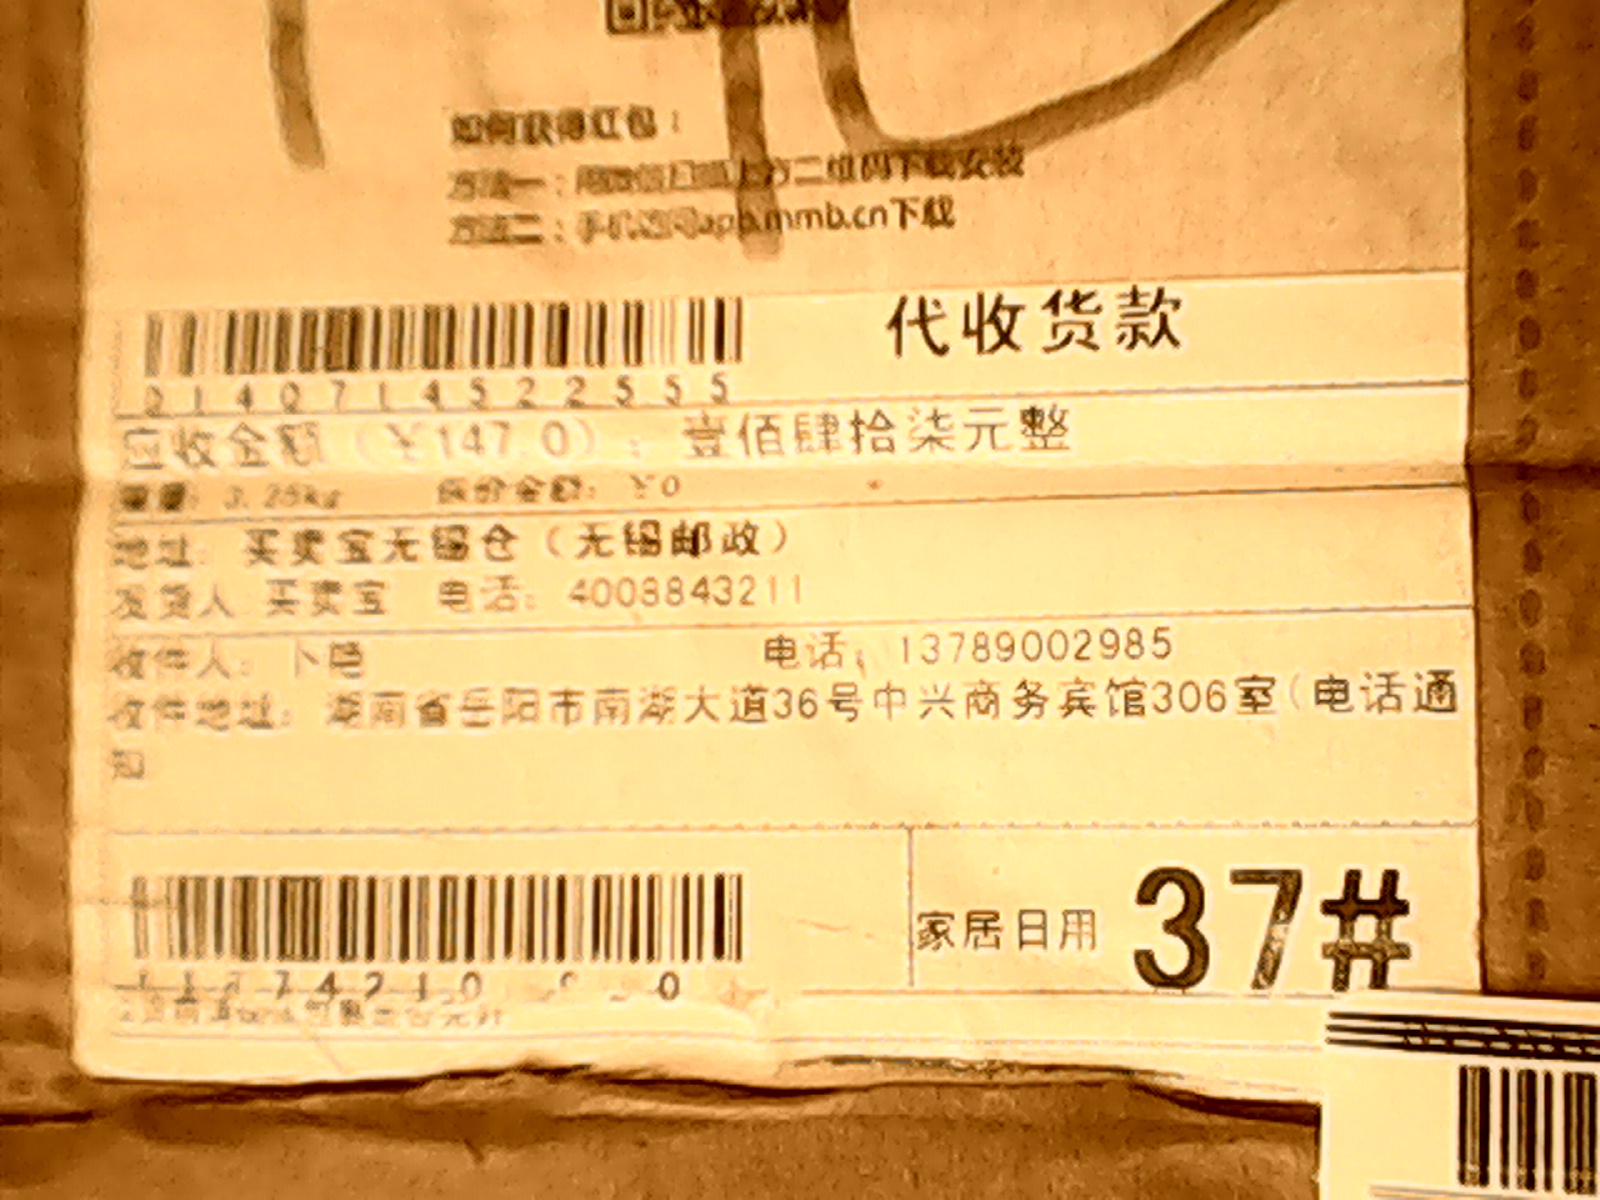 如何获得红包：
方法一：用微信扫描上方二维码下载安装
方法二：手机访问app.mmb.cn下载
代收货款
2140714522555
应收金额（￥147.0）：壹佰肆拾柒元整
重量：3.25kg 保价金额：￥0
地址：买卖宝无锡仓（无锡邮政）
发货人 买卖宝 电话：4008843211
收件人：卜 电话：13789002985
收件地址：湖南省岳阳市南湖大道36号中兴商务宾馆306室（电话通
知
家居日用 37#